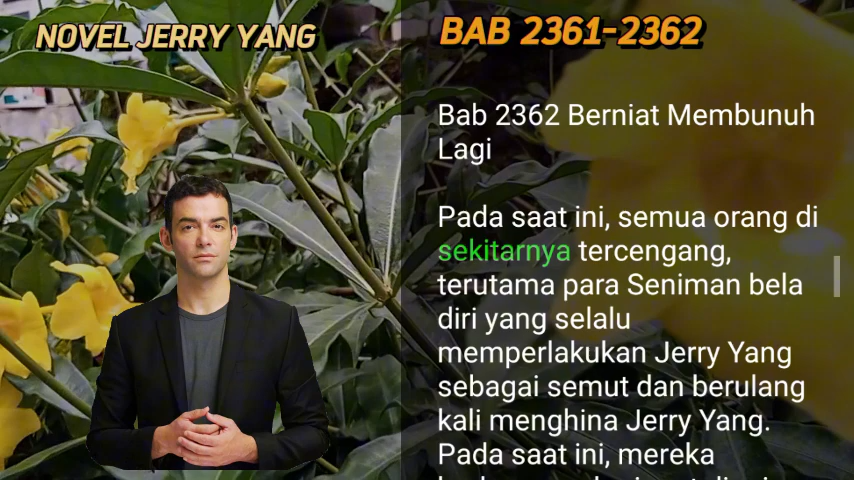 NOVEL JERRY YANG
BAB 2361-2362
Bab 2362 Berniat Membunuh
Lagi
Pada saat ini, semua orang di
sekitarnya tercengang,
terutama para Seniman bela
diri yang selalu
memperlakukan Jerry Yang
sebagai semut dan berulang
kali menghina Jerry Yang.
Pada saat ini, mereka